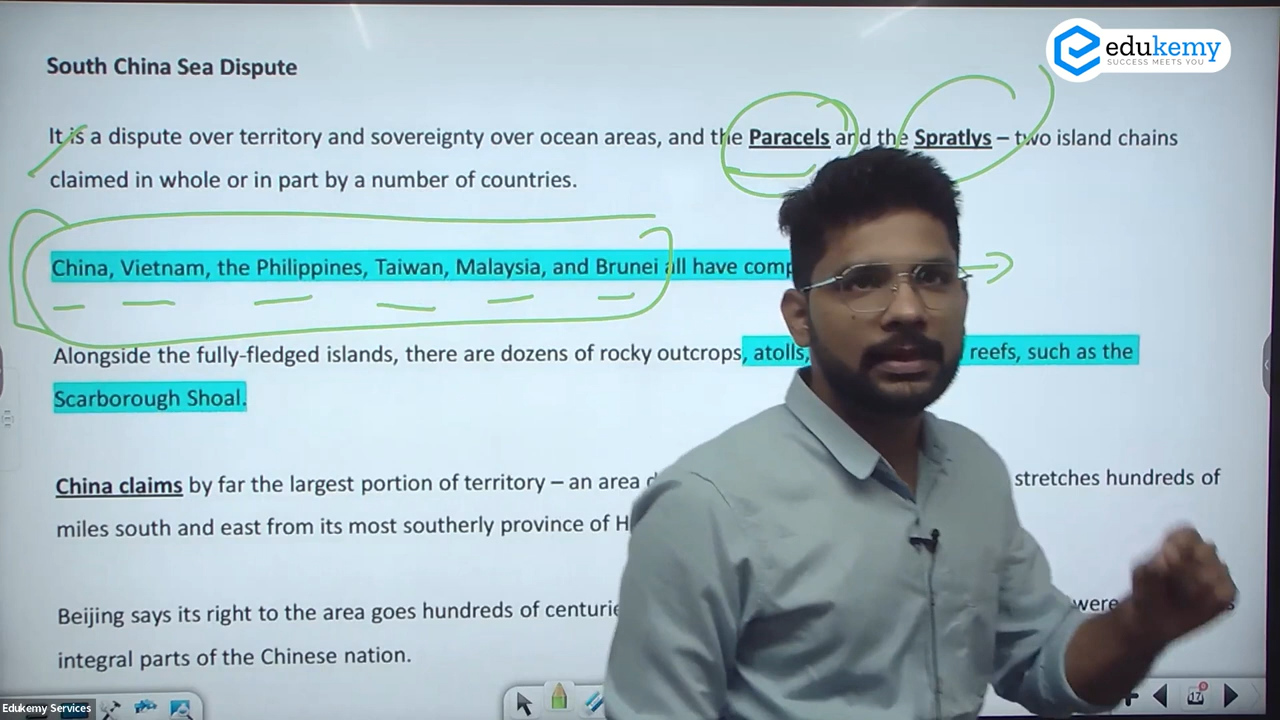 edukemy
SUCCESS MEETS YOU
South China Sea Dispute
It is a dispute over territory and sovereignty over ocean areas, and the Paracels and the Spratlys – two island chains
claimed in whole or in part by a number of countries.
China, Vietnam, the Philippines, Taiwan, Malaysia, and Brunei all have
Alongside the fully-fledged islands, there are dozens of rocky outcrops, atolls, reefs, such as the
Scarborough Shoal.
China claims by far the largest portion of territory – an area stretches hundreds of
miles south and east from its most southerly province of
Beijing says its right to the area goes hundreds of were
integral parts of the Chinese nation.
Edukemy Services
17